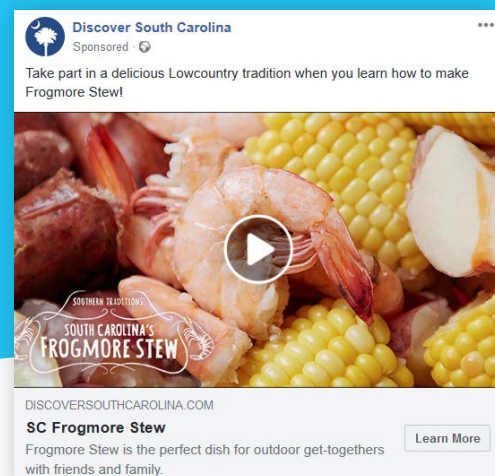 Discover South Carolina
Sponsored ·
Take part in a delicious Lowcountry tradition when you learn how to make
Frogmore Stew!
SOUTHERN TRADITIONS
SOUTH CAROLINA'S
FROGMORE STEW
DISCOVERSOUTHCAROLINA.COM
SC Frogmore Stew
Frogmore Stew is the perfect dish for outdoor get-togethers
with friends and family.
Learn More